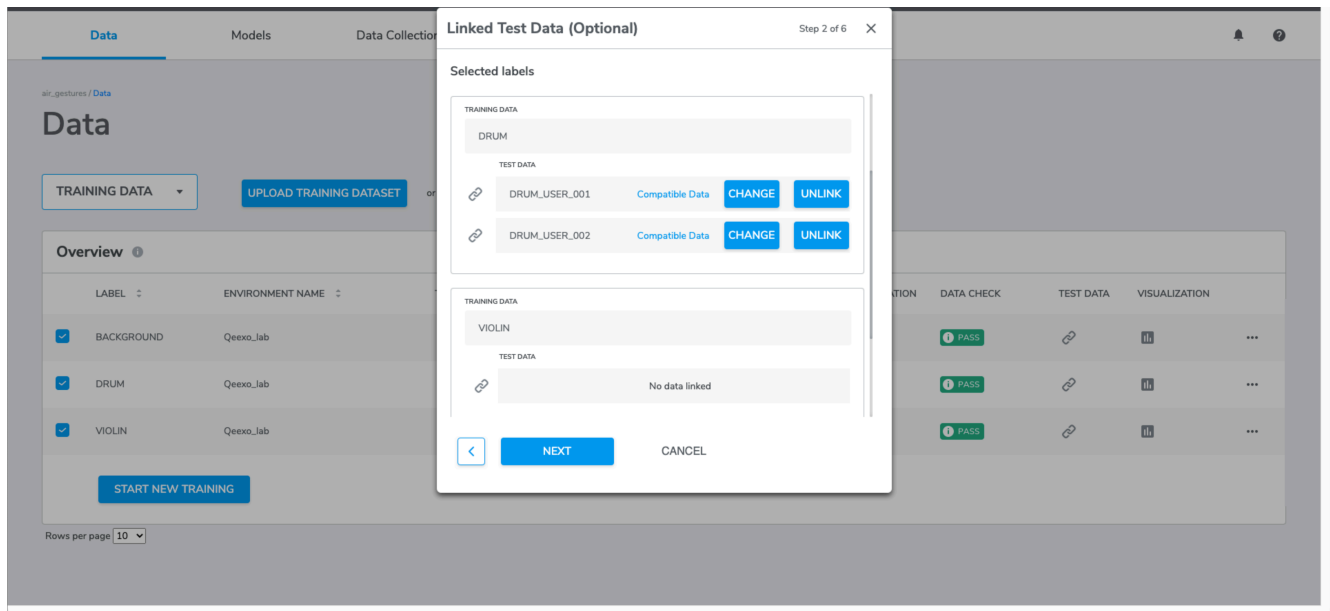 Data Models Data Collection
air_gestures / Data
Data
TRAINING DATA
UPLOAD TRAINING DATASET or
Overview
LABEL ENVIRONMENT NAME DATA CHECK TEST DATA VISUALIZATION
BACKGROUND Qeexo_lab PASS
DRUM Qeexo_lab PASS
VIOLIN Qeexo_lab PASS
START NEW TRAINING
Rows per page 10
Linked Test Data (Optional) Step 2 of 6
Selected labels
TRAINING DATA
DRUM
TEST DATA
DRUM_USER_001 Compatible Data CHANGE UNLINK
DRUM_USER_002 Compatible Data CHANGE UNLINK
TRAINING DATA
VIOLIN
TEST DATA
No data linked
NEXT CANCEL